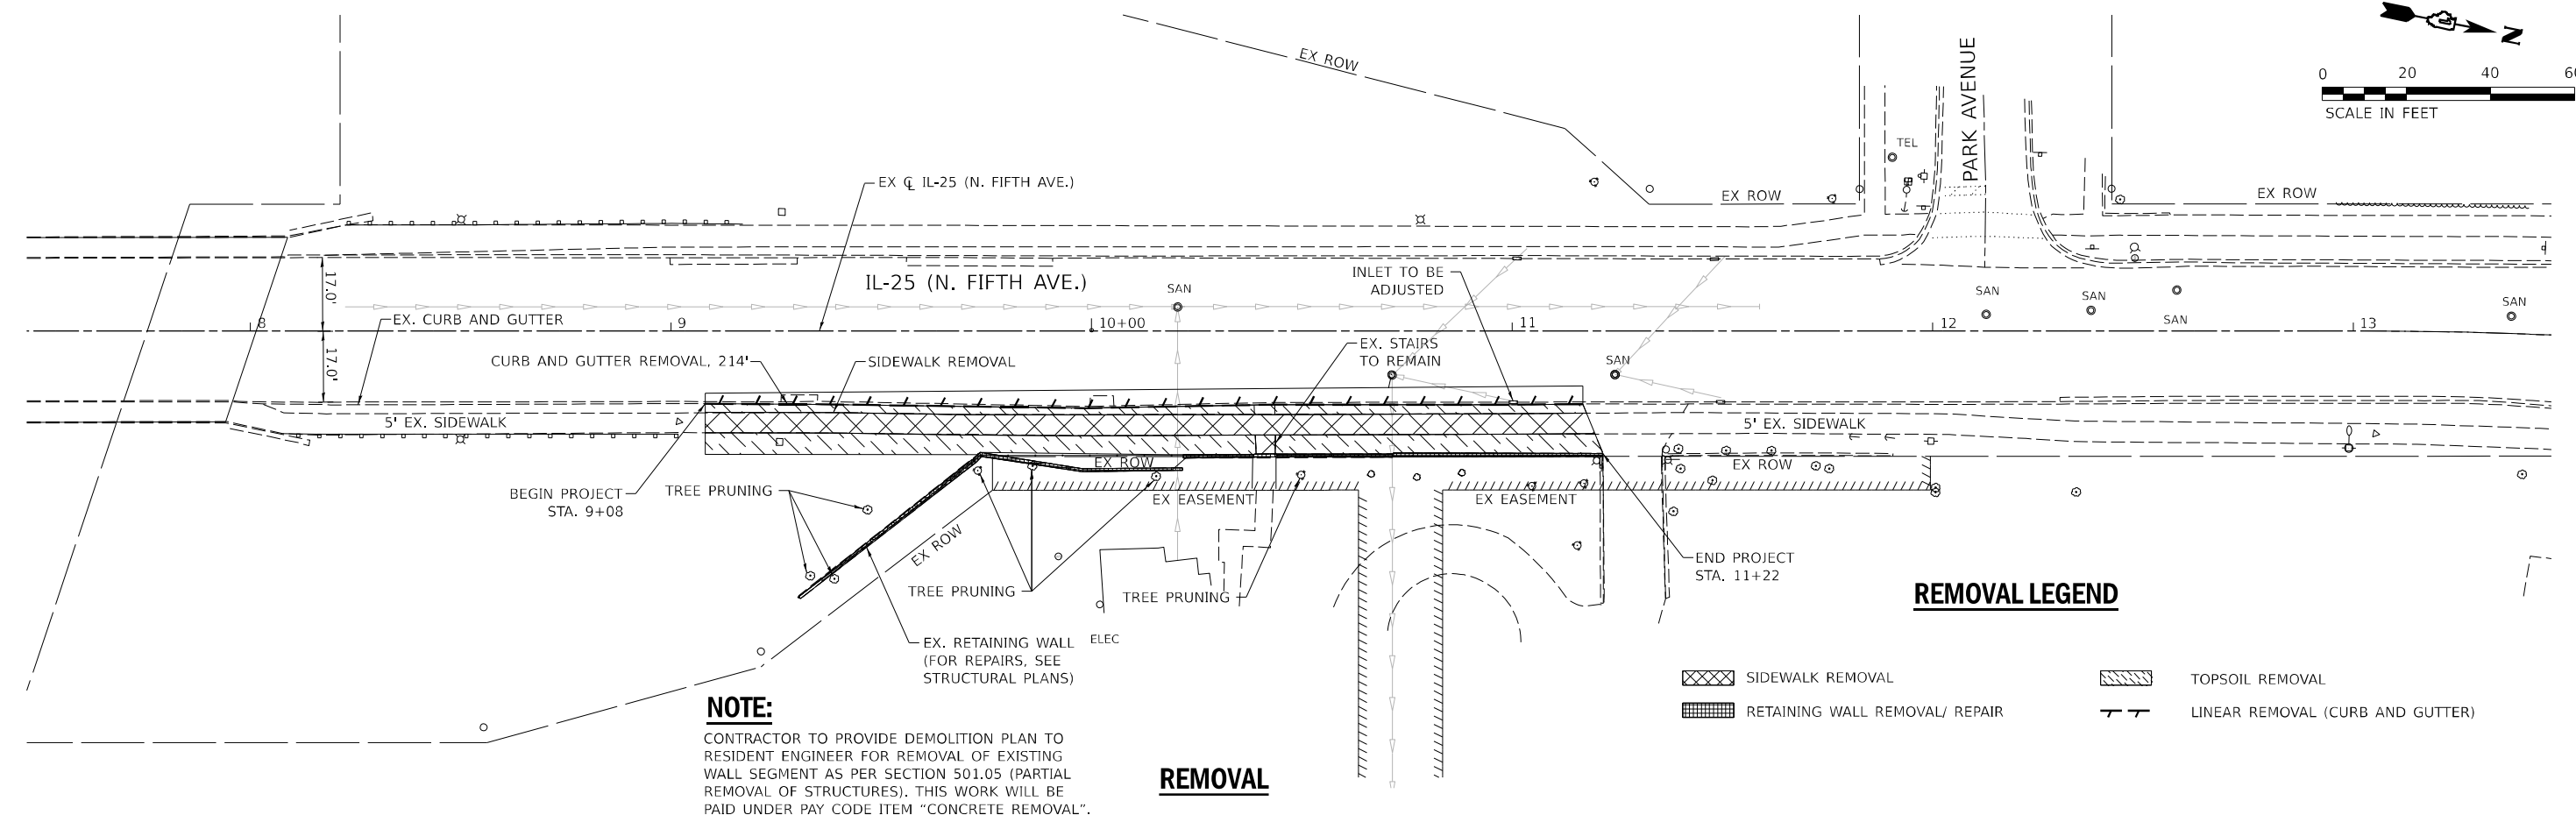 N
0 20 40 60
SCALE IN FEET
EX ROW
PARK AVENUE
TEL
EX ℄ IL-25 (N. FIFTH AVE.)
EX ROW
EX ROW
17.0'
IL-25 (N. FIFTH AVE.)
INLET TO BE
ADJUSTED
SAN
SAN
SAN
SAN
SAN
8
9
10+00
11
12
13
EX. CURB AND GUTTER
17.0'
CURB AND GUTTER REMOVAL, 214'
SIDEWALK REMOVAL
EX. STAIRS
TO REMAIN
SAN
5' EX. SIDEWALK
5' EX. SIDEWALK
EX ROW
EX ROW
BEGIN PROJECT
STA. 9+08
TREE PRUNING
EX EASEMENT
EX EASEMENT
EX ROW
END PROJECT
STA. 11+22
TREE PRUNING
TREE PRUNING
ELEC
EX. RETAINING WALL
(FOR REPAIRS, SEE
STRUCTURAL PLANS)
REMOVAL LEGEND
SIDEWALK REMOVAL
TOPSOIL REMOVAL
RETAINING WALL REMOVAL/ REPAIR
LINEAR REMOVAL (CURB AND GUTTER)
NOTE:
CONTRACTOR TO PROVIDE DEMOLITION PLAN TO
RESIDENT ENGINEER FOR REMOVAL OF EXISTING
WALL SEGMENT AS PER SECTION 501.05 (PARTIAL
REMOVAL OF STRUCTURES). THIS WORK WILL BE
PAID UNDER PAY CODE ITEM "CONCRETE REMOVAL".
REMOVAL